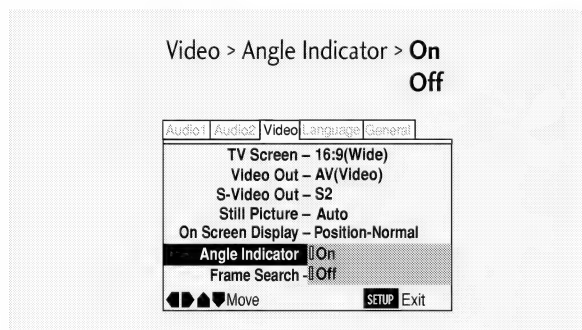 Video > Angle Indicator > On
Off
Audio1 Audio2 Video Language General
TV Screen – 16:9(Wide)
Video Out – AV(Video)
S-Video Out – S2
Still Picture – Auto
On Screen Display – Position-Normal
Angle Indicator On
Frame Search - Off
Move SETUP Exit